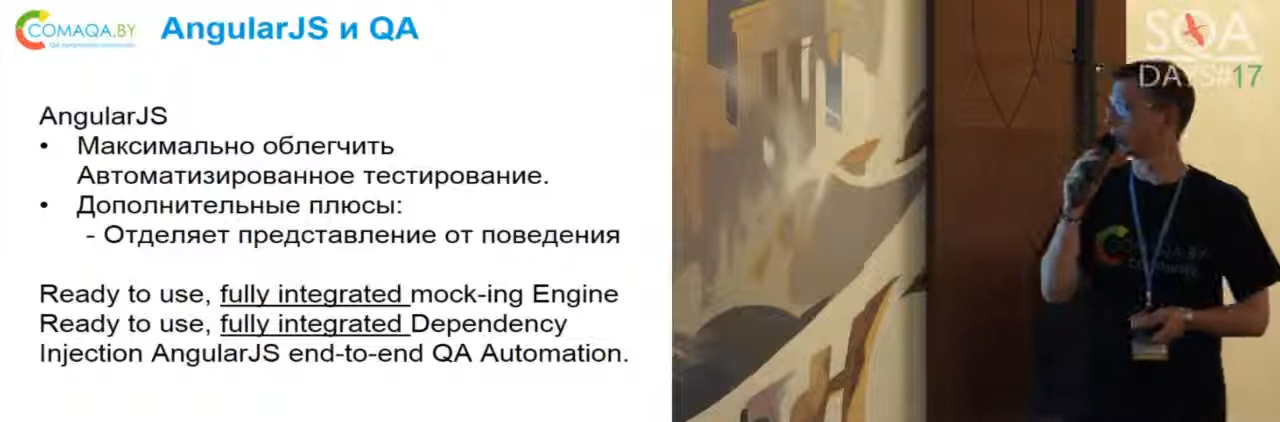 COMAQA.BY
AngularJS и QA
AngularJS
• Максимально облегчить
Автоматизированное тестирование.
• Дополнительные плюсы:
- Отделяет представление от поведения
Ready to use, fully integrated mock-ing Engine
Ready to use, fully integrated Dependency
Injection AngularJS end-to-end QA Automation.
SQA
DAYS#17
COMAQA.BY